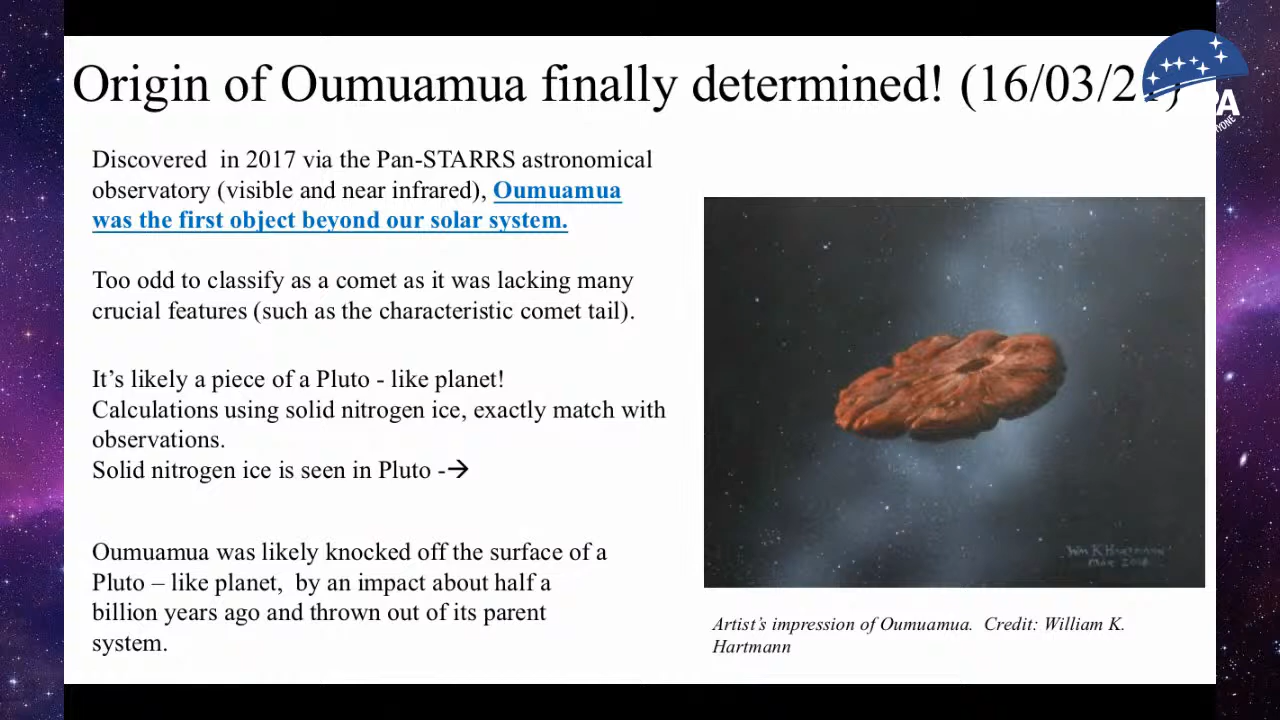 Origin of Oumuamua finally determined! (16/03/2
Discovered in 2017 via the Pan-STARRS astronomical
observatory (visible and near infrared), Oumuamua
was the first object beyond our solar system.
Too odd to classify as a comet as it was lacking many
crucial features (such as the characteristic comet tail).
It’s likely a piece of a Pluto - like planet!
Calculations using solid nitrogen ice, exactly match with
observations.
Solid nitrogen ice is seen in Pluto -→
Oumuamua was likely knocked off the surface of a
Pluto – like planet, by an impact about half a
billion years ago and thrown out of its parent
system.
Wm K Hartmann
Artist’s impression of Oumuamua. Credit: William K.
Hartmann